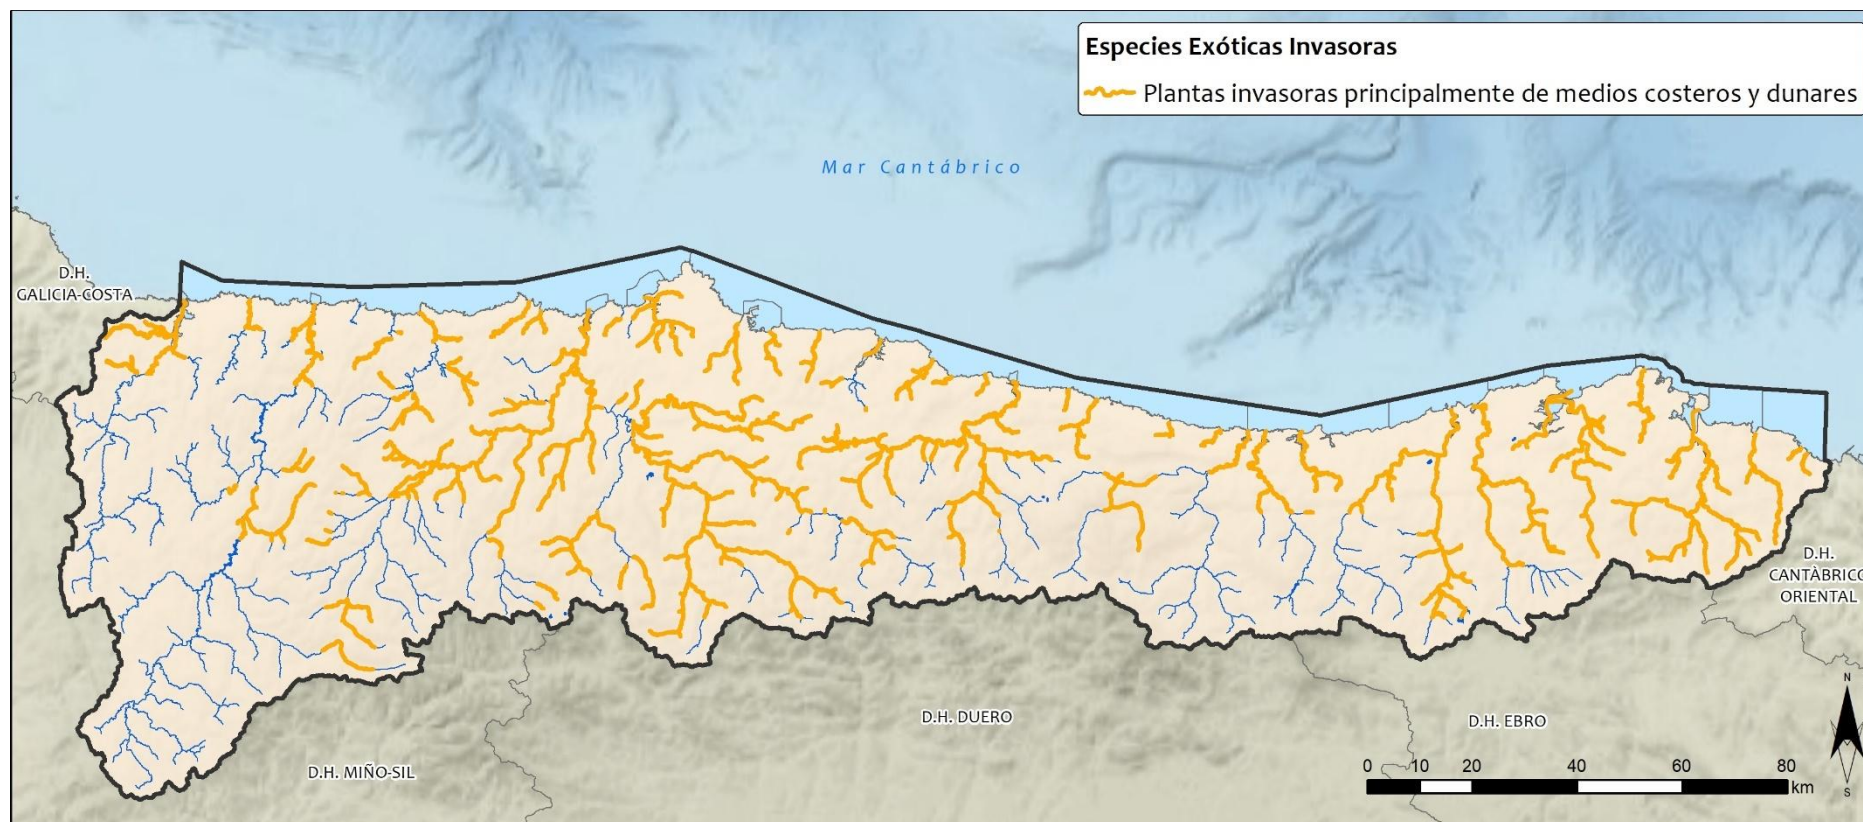 Especies Exóticas Invasoras
Plantas invasoras principalmente de medios costeros y dunares
Mar Cantábrico
D.H.
GALICIA-COSTA
D.H.
CANTÀBRICO
ORIENTAL
D.H. DUERO
D.H. EBRO
D.H. MIÑO-SIL
N
S
0 10 20 40 60 80
km